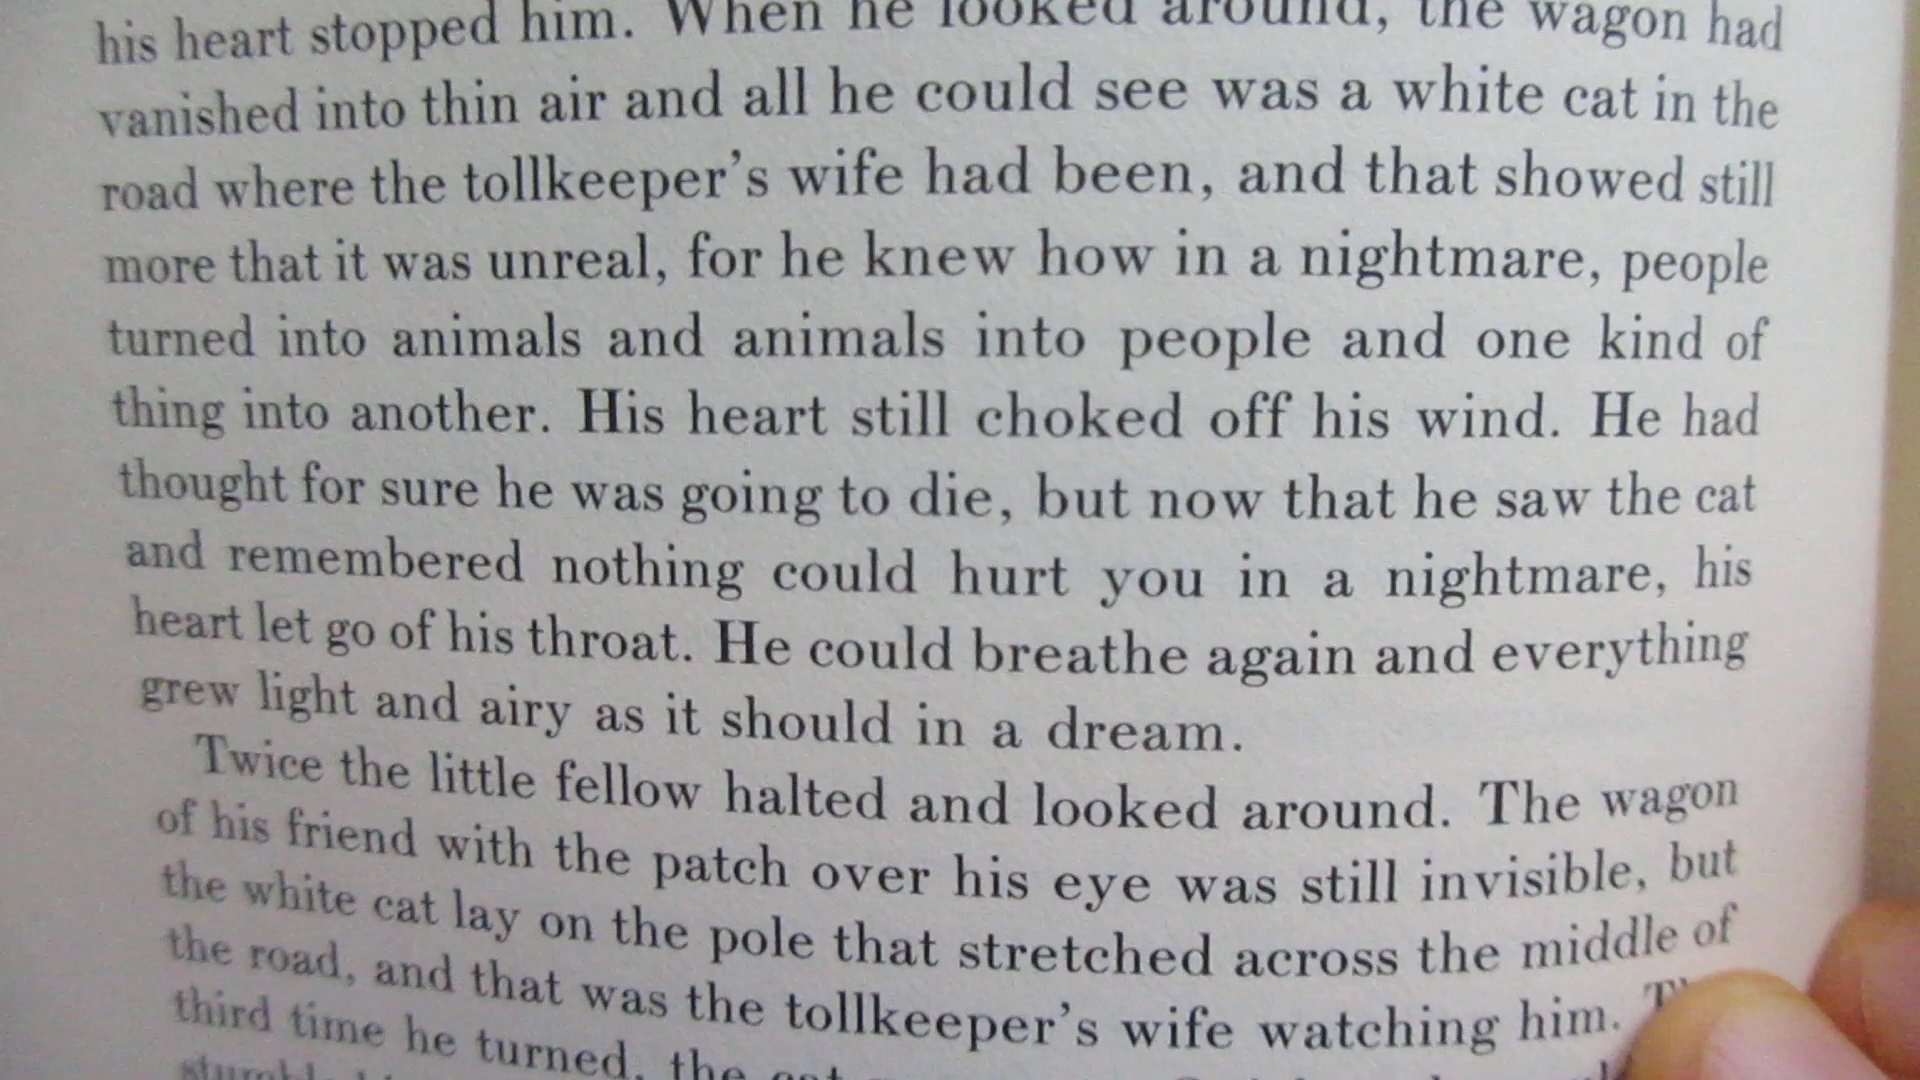 his heart stopped him. When he looked around, the wagon had
vanished into thin air and all he could see was a white cat in the
road where the tollkeeper's wife had been, and that showed still
more that it was unreal, for he knew how in a nightmare, people
turned into animals and animals into people and one kind of
thing into another. His heart still choked off his wind. He had
thought for sure he was going to die, but now that he saw the cat
and remembered nothing could hurt you in a nightmare, his
heart let go of his throat. He could breathe again and everything
grew light and airy as it should in a dream.
Twice the little fellow halted and looked around. The wagon
of his friend with the patch over his eye was still invisible, but
the white cat lay on the pole that stretched across the middle of
the road, and that was the tollkeeper's wife watching him.
third time he turned, the cat